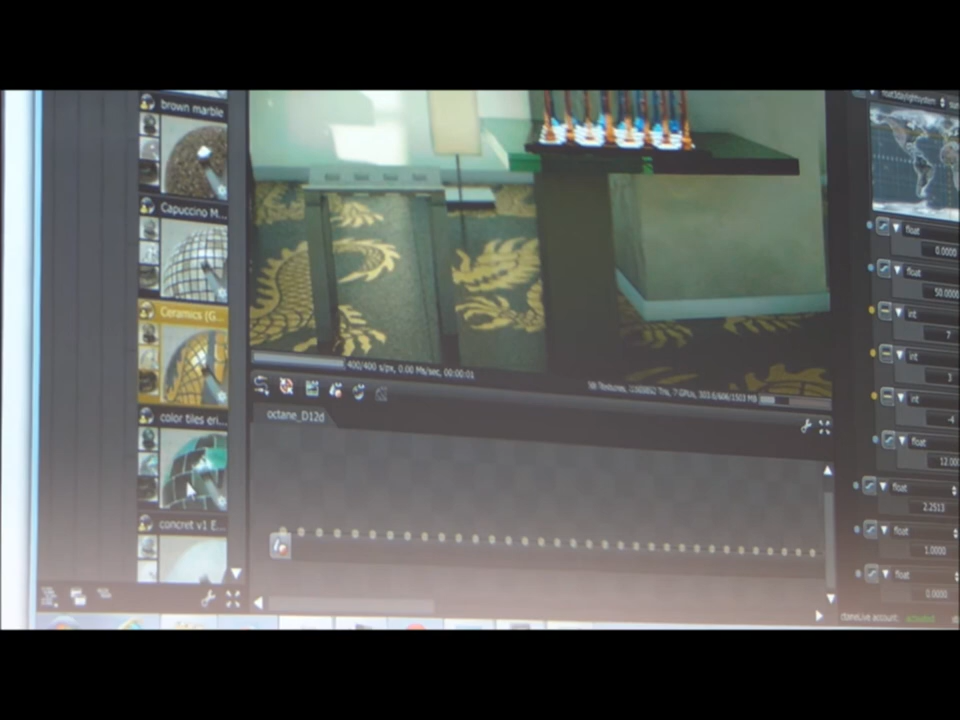 brown marble
Capuccino M...
Ceramics (G...
color tiles eri...
concret v1 E...
400/400 s/px, 0.00 Ms/sec, 00:00:01
octane_D12d
float
0.0000
float
50.0000
int
7
int
3
int
-4
float
12.00
float
2.2513
float
1.0000
float
0.0000
account: activated